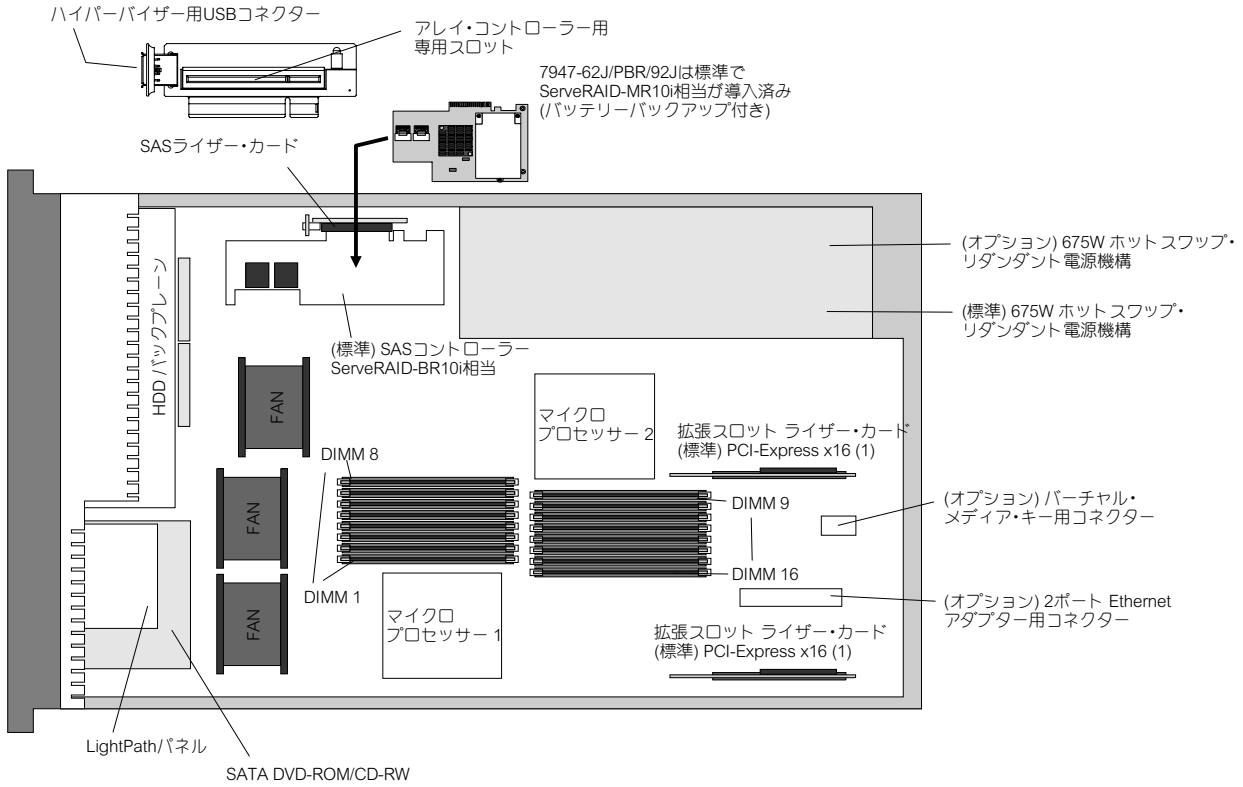 ハイパーバイザー用USBコネクター
アレイ・コントローラー用
専用スロット
7947-62J/PBR/92Jは標準で
ServeRAID-MR10i相当が導入済み
(バッテリーバックアップ付き)
SASライザー・カード
(オプション) 675W ホットスワップ・
リダンダント電源機構
(標準) 675W ホットスワップ・
リダンダント電源機構
HDD バックプレーン
(標準) SASコントローラー
ServeRAID-BR10i相当
FAN
マイクロ
プロセッサー 2
拡張スロット ライザー・カード
(標準) PCI-Express x16 (1)
DIMM 8
DIMM 9
(オプション) バーチャル・
メディア・キー用コネクター
FAN
DIMM 16
DIMM 1
(オプション) 2ポート Ethernet
アダプター用コネクター
FAN
マイクロ
プロセッサー 1
拡張スロット ライザー・カード
(標準) PCI-Express x16 (1)
LightPathパネル
SATA DVD-ROM/CD-RW